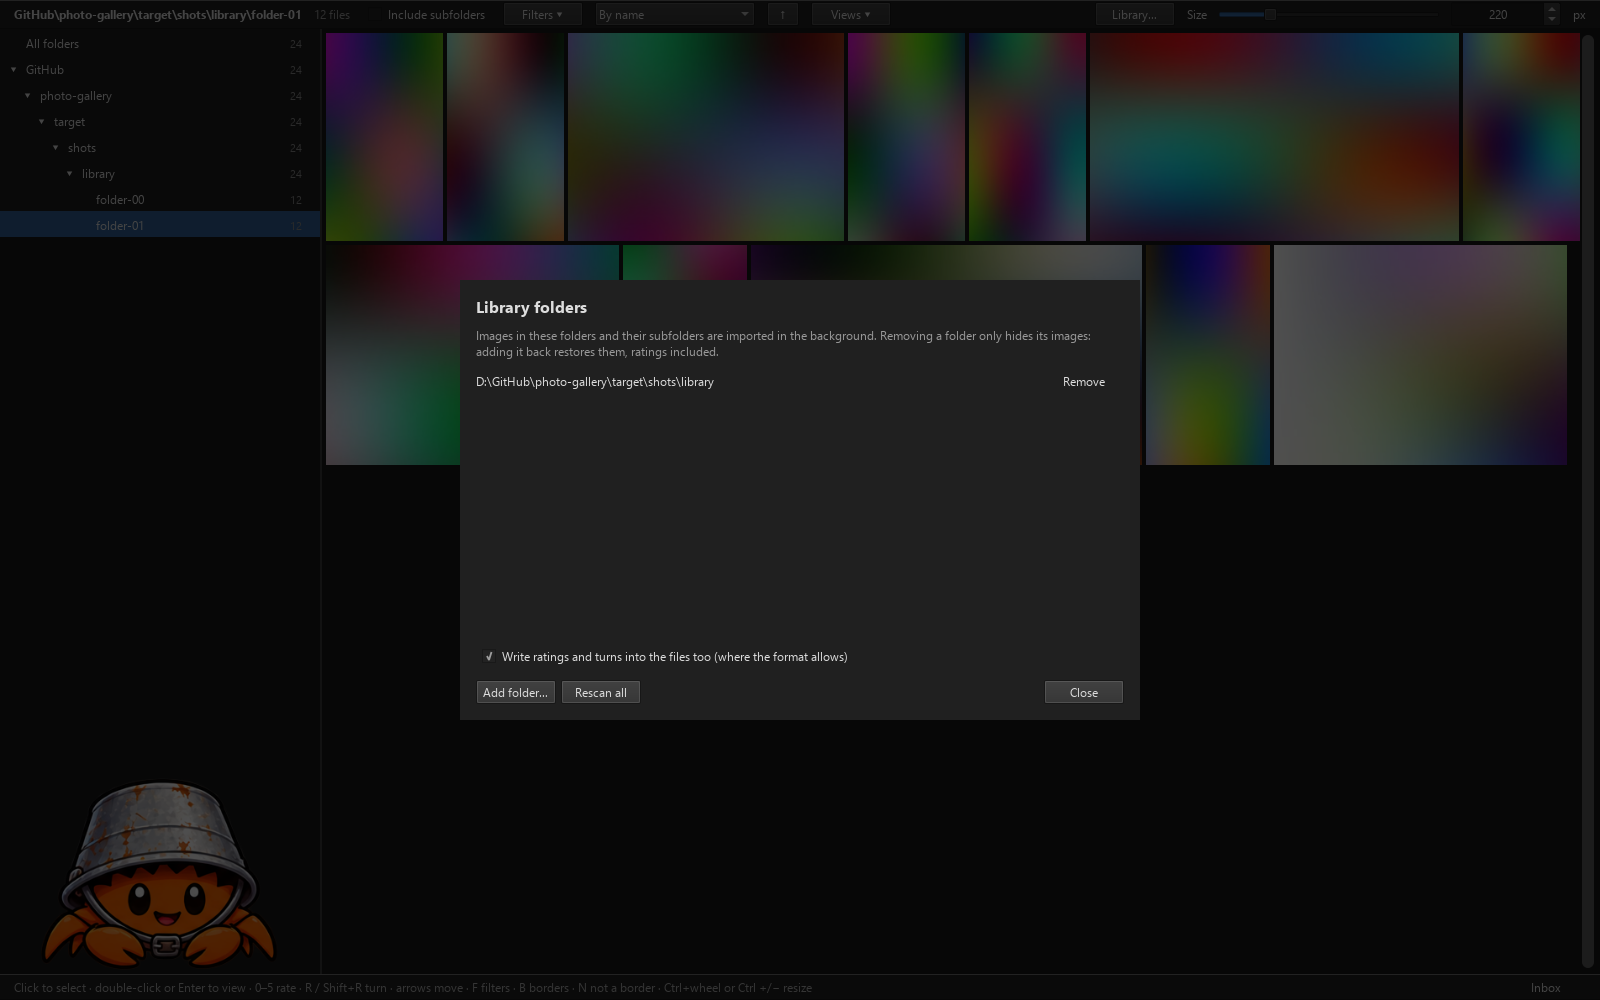 GitHub\photo-gallery\target\shots\library\folder-01 12 files Include subfolders Filters ▾ By name ↑ Views ▾ Library... Size 220 px
All folders 24
GitHub 24
photo-gallery 24
target 24
shots 24
library 24
folder-00 12
folder-01 12
Library folders
Images in these folders and their subfolders are imported in the background. Removing a folder only hides its images:
adding it back restores them, ratings included.
D:\GitHub\photo-gallery\target\shots\library Remove
Write ratings and turns into the files too (where the format allows)
Add folder... Rescan all Close
Click to select · double-click or Enter to view · 0–5 rate · R / Shift+R turn · arrows move · F filters · B borders · N not a border · Ctrl+wheel or Ctrl +/− resize Inbox